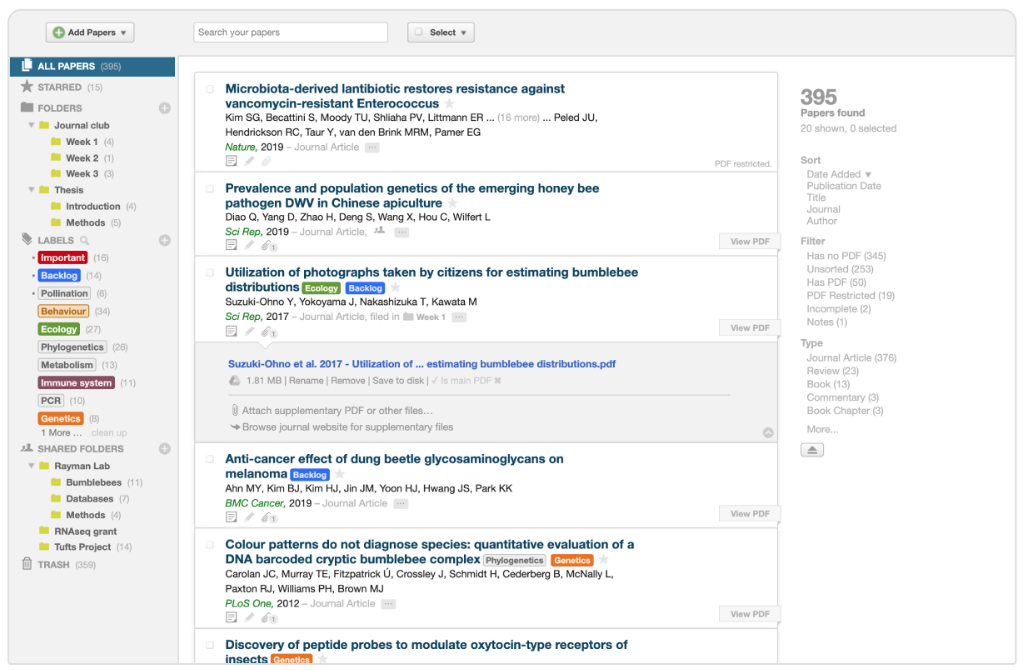 Add Papers ▼
Search your papers
Select ▼
ALL PAPERS (395)
STARRED (15)
FOLDERS
Journal club
Week 1 (4)
Week 2 (1)
Week 3 (3)
Thesis
Introduction (4)
Methods (5)
LABELS
Important (16)
Backlog (14)
Pollination (6)
Behaviour (34)
Ecology (27)
Phylogenetics (26)
Metabolism (13)
Immune system (11)
PCR (10)
Genetics (8)
1 More ... clean up
SHARED FOLDERS
Rayman Lab
Bumblebees (11)
Databases (7)
Methods (4)
RNAseq grant
Tufts Project (14)
TRASH (359)
Microbiota-derived lantibiotic restores resistance against
vancomycin-resistant Enterococcus
Kim SG, Becattini S, Moody TU, Shliaha PV, Littmann ER ... (16 more) ... Peled JU,
Hendrickson RC, Taur Y, van den Brink MRM, Pamer EG
Nature, 2019 – Journal Article
PDF restricted.
Prevalence and population genetics of the emerging honey bee
pathogen DWV in Chinese apiculture
Diao Q, Yang D, Zhao H, Deng S, Wang X, Hou C, Wilfert L
Sci Rep, 2019 – Journal Article,
1
View PDF
Utilization of photographs taken by citizens for estimating bumblebee
distributions Ecology Backlog
Suzuki-Ohno Y, Yokoyama J, Nakashizuka T, Kawata M
Sci Rep, 2017 – Journal Article, filed in Week 1
1
View PDF
Suzuki-Ohno et al. 2017 - Utilization of ... estimating bumblebee distributions.pdf
1.81 MB | Rename | Remove | Save to disk | ✓ Is main PDF ✖
Attach supplementary PDF or other files...
Browse journal website for supplementary files
Anti-cancer effect of dung beetle glycosaminoglycans on
melanoma Backlog
Ahn MY, Kim BJ, Kim HJ, Jin JM, Yoon HJ, Hwang JS, Park KK
BMC Cancer, 2019 – Journal Article
1
View PDF
Colour patterns do not diagnose species: quantitative evaluation of a
DNA barcoded cryptic bumblebee complex Phylogenetics Genetics
Carolan JC, Murray TE, Fitzpatrick Ú, Crossley J, Schmidt H, Cederberg B, McNally L,
Paxton RJ, Williams PH, Brown MJ
PLoS One, 2012 – Journal Article
1
View PDF
Discovery of peptide probes to modulate oxytocin-type receptors of
insects Genetics
395
Papers found
20 shown, 0 selected
Sort
Date Added ▼
Publication Date
Title
Journal
Author
Filter
Has no PDF (345)
Unsorted (253)
Has PDF (50)
PDF Restricted (19)
Incomplete (2)
Notes (1)
Type
Journal Article (376)
Review (23)
Book (13)
Commentary (3)
Book Chapter (3)
More...